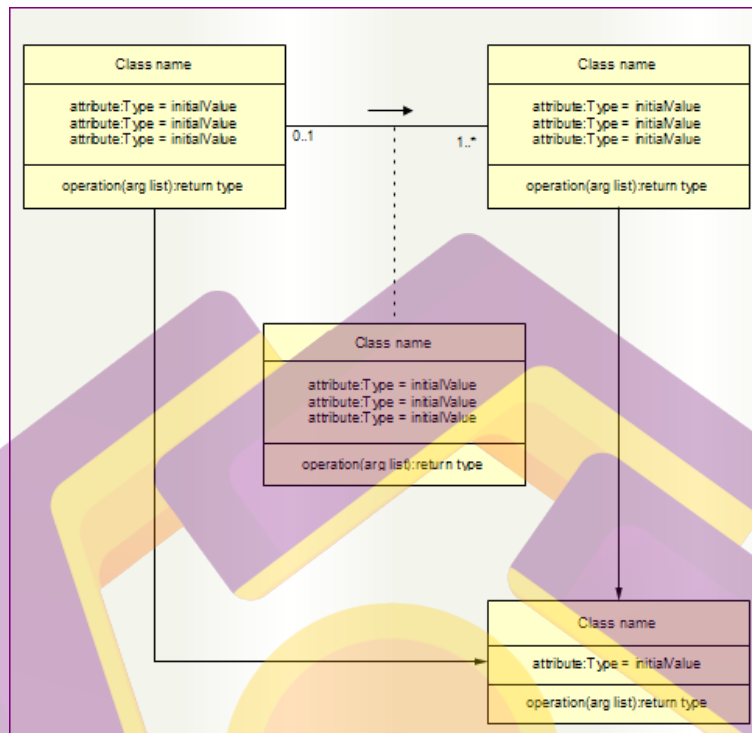 Class name
attribute:Type = initialValue
attribute:Type = initialValue
attribute:Type = initialValue
operation(arg list):return type
0..1
1..*
Class name
attribute:Type = initialValue
attribute:Type = initialValue
attribute:Type = initialValue
operation(arg list):return type
Class name
attribute:Type = initialValue
attribute:Type = initialValue
attribute:Type = initialValue
operation(arg list):return type
Class name
attribute:Type = initialValue
operation(arg list):return type